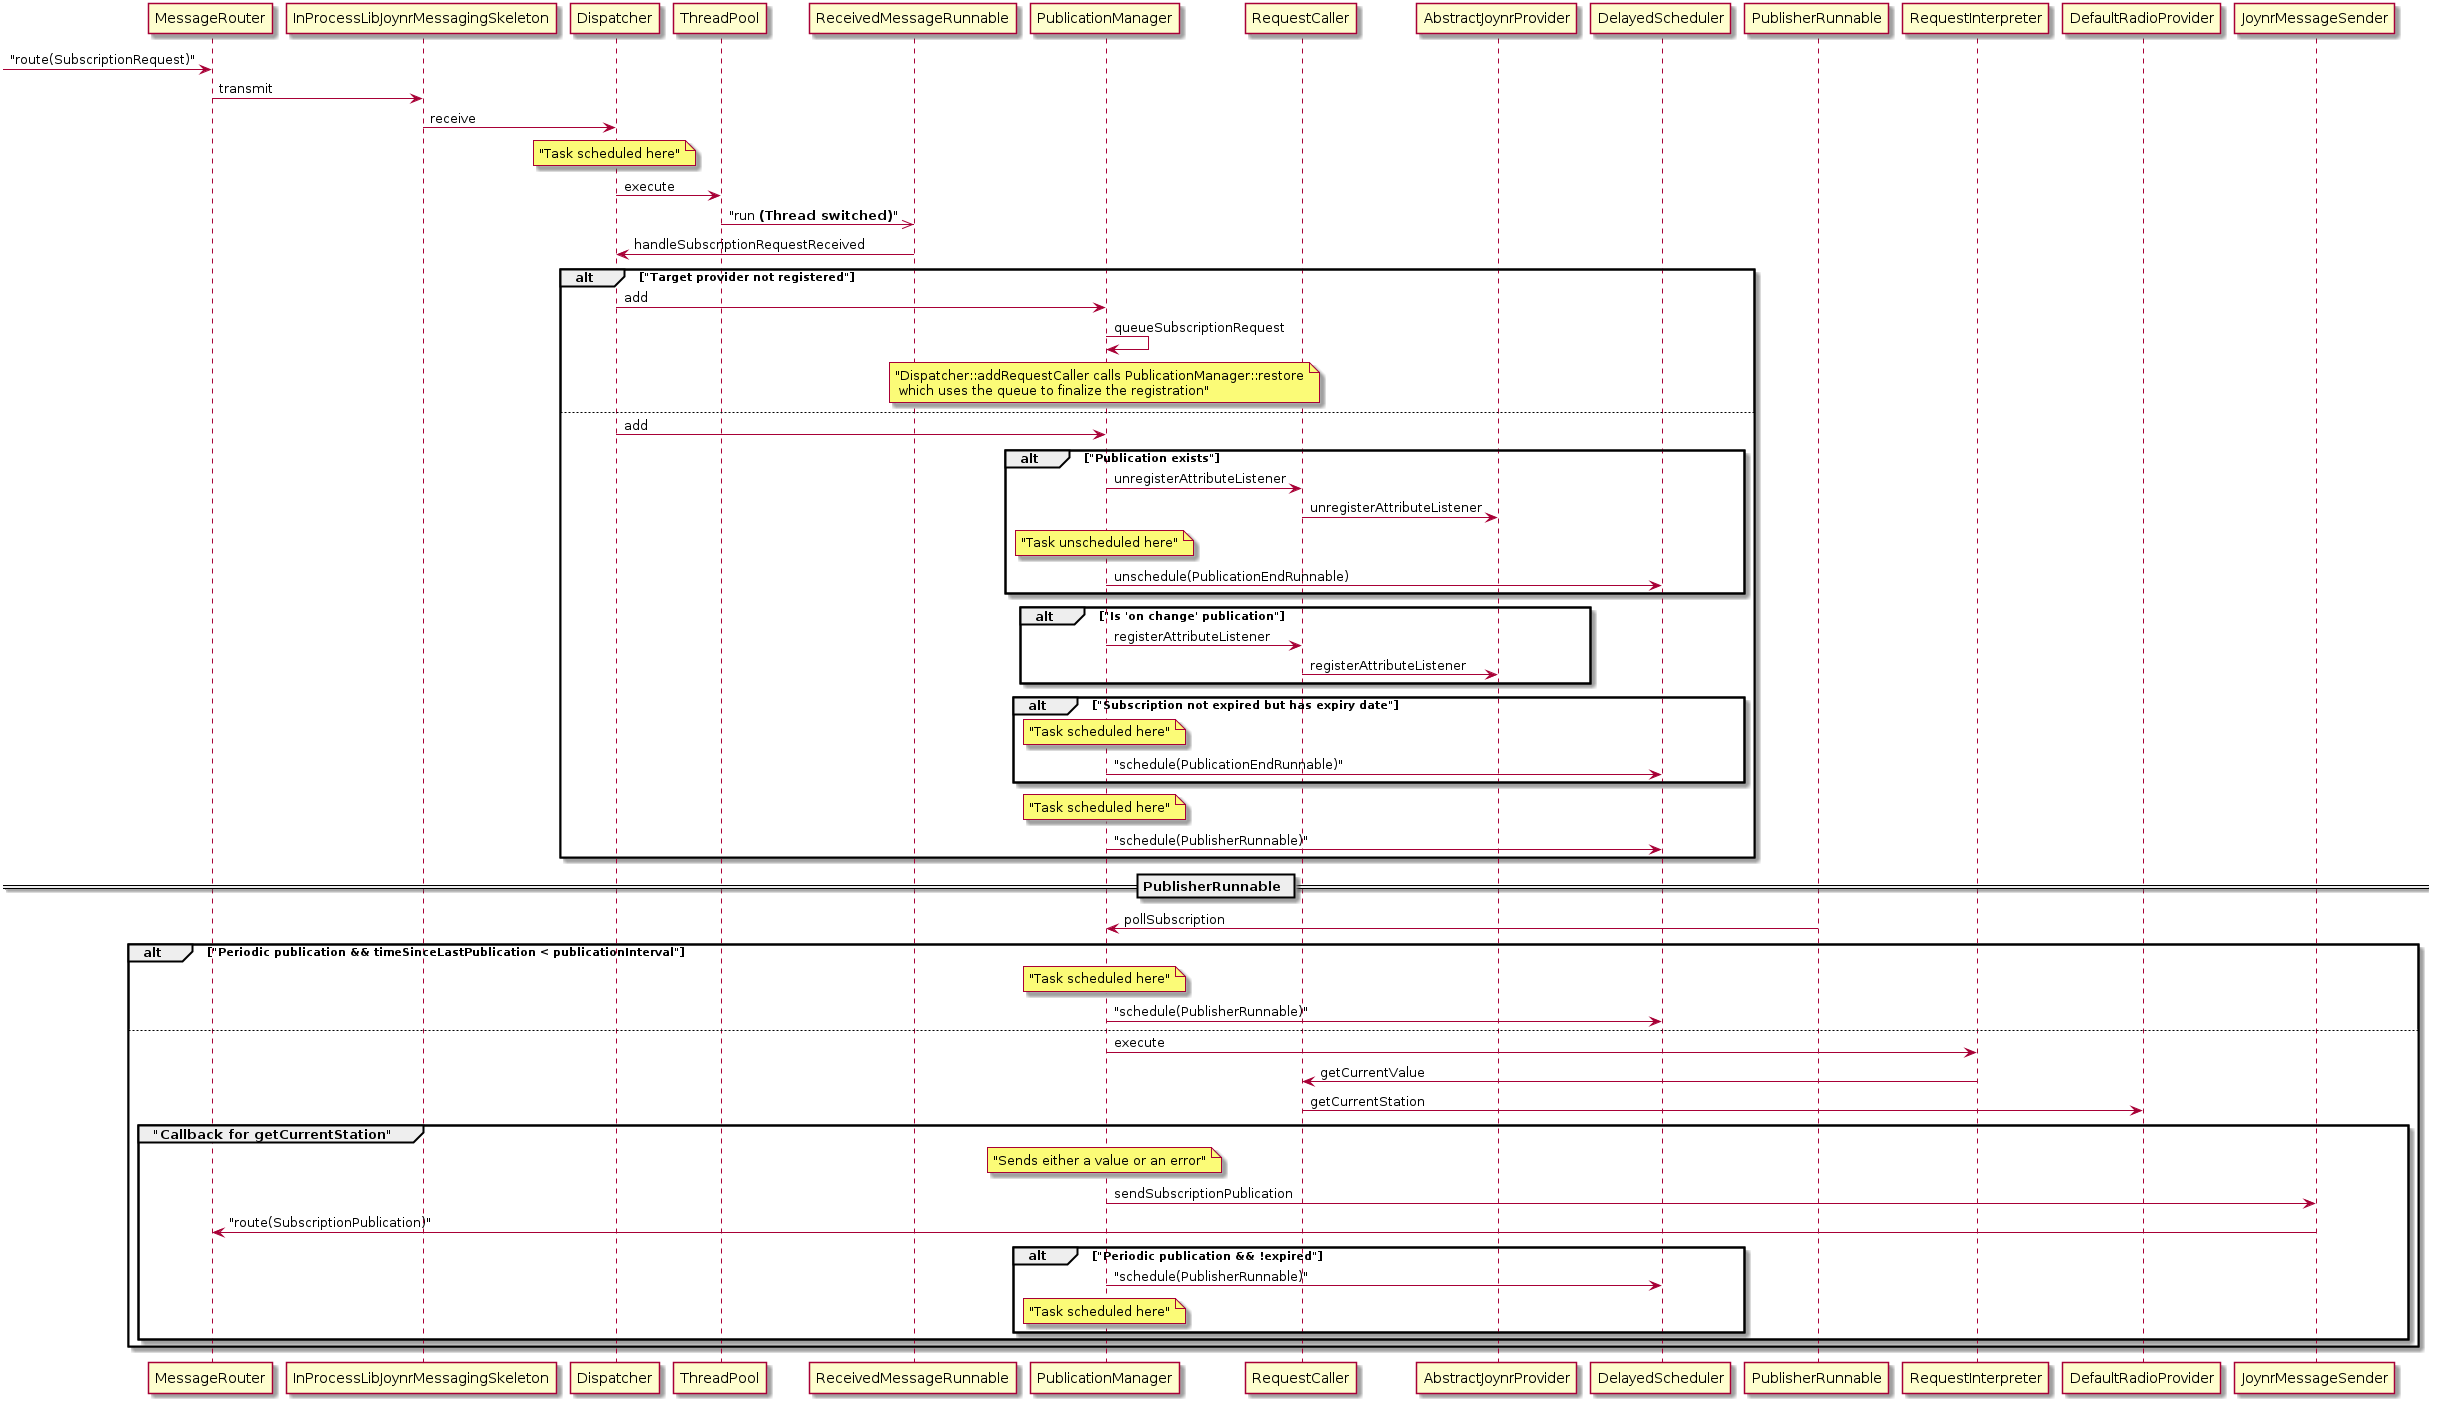 MessageRouter
InProcessLibJoynrMessagingSkeleton
Dispatcher
ThreadPool
ReceivedMessageRunnable
PublicationManager
RequestCaller
AbstractJoynrProvider
DelayedScheduler
PublisherRunnable
RequestInterpreter
DefaultRadioProvider
JoynrMessageSender
"route(SubscriptionRequest)"
transmit
receive
"Task scheduled here"
execute
"run (Thread switched)"
handleSubscriptionRequestReceived
alt ["Target provider not registered"]
add
queueSubscriptionRequest
"Dispatcher::addRequestCaller calls PublicationManager::restore
which uses the queue to finalize the registration"
add
alt ["Publication exists"]
unregisterAttributeListener
unregisterAttributeListener
"Task unscheduled here"
unschedule(PublicationEndRunnable)
alt ["Is 'on change' publication"]
registerAttributeListener
registerAttributeListener
alt ["Subscription not expired but has expiry date"]
"Task scheduled here"
"schedule(PublicationEndRunnable)"
"Task scheduled here"
"schedule(PublisherRunnable)"
PublisherRunnable
pollSubscription
alt ["Periodic publication && timeSinceLastPublication < publicationInterval"]
"Task scheduled here"
"schedule(PublisherRunnable)"
execute
getCurrentValue
getCurrentStation
"Callback for getCurrentStation"
"Sends either a value or an error"
sendSubscriptionPublication
"route(SubscriptionPublication)"
alt ["Periodic publication && !expired"]
"schedule(PublisherRunnable)"
"Task scheduled here"
MessageRouter
InProcessLibJoynrMessagingSkeleton
Dispatcher
ThreadPool
ReceivedMessageRunnable
PublicationManager
RequestCaller
AbstractJoynrProvider
DelayedScheduler
PublisherRunnable
RequestInterpreter
DefaultRadioProvider
JoynrMessageSender